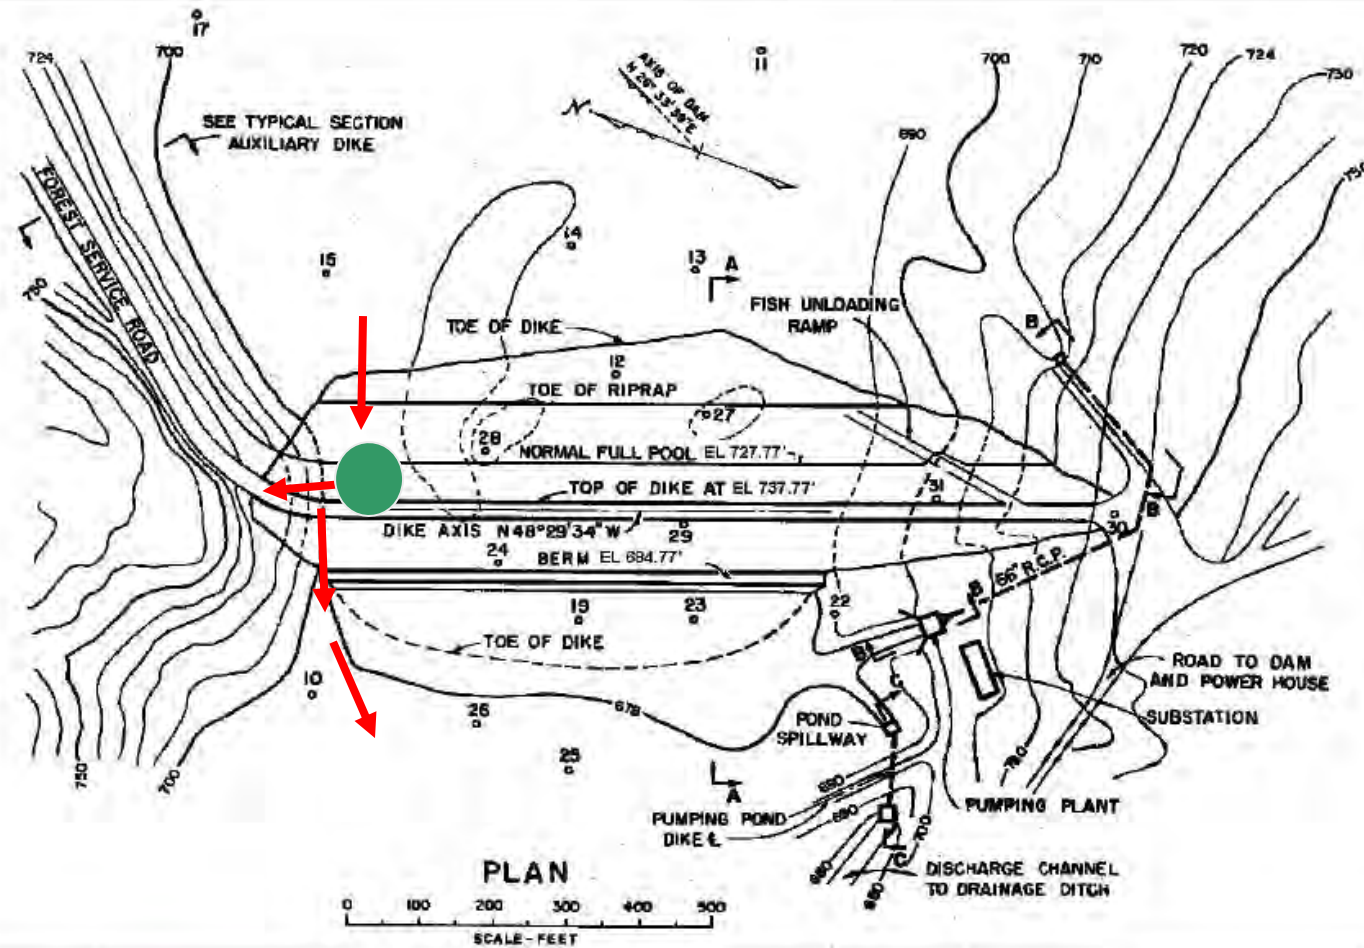 17
11
700
724
700
710
720
724
730
690
750
AXIS OF DAM
N 26° 33' 39" E
N
SEE TYPICAL SECTION
AUXILIARY DIKE
FOREST SERVICE ROAD
L
14
15
13
A
FISH UNLOADING
RAMP
B
TOE OF DIKE
12
TOE OF RIPRAP
27
28
NORMAL FULL POOL EL 727.77'
TOP OF DIKE AT EL 737.77'
31
B
30
DIKE AXIS N 48° 29' 34" W
29
24
BERM EL 684.77'
66" R.C.P.
B
19
23
22
TOE OF DIKE
B
C
ROAD TO DAM
AND POWER HOUSE
10
26
678
POND
SPILLWAY
SUBSTATION
25
A
750
700
680
PUMPING PLANT
PUMPING POND
DIKE ℄
690
700
C
DISCHARGE CHANNEL
TO DRAINAGE DITCH
680
PLAN
0 100 200 300 400 500
SCALE-FEET